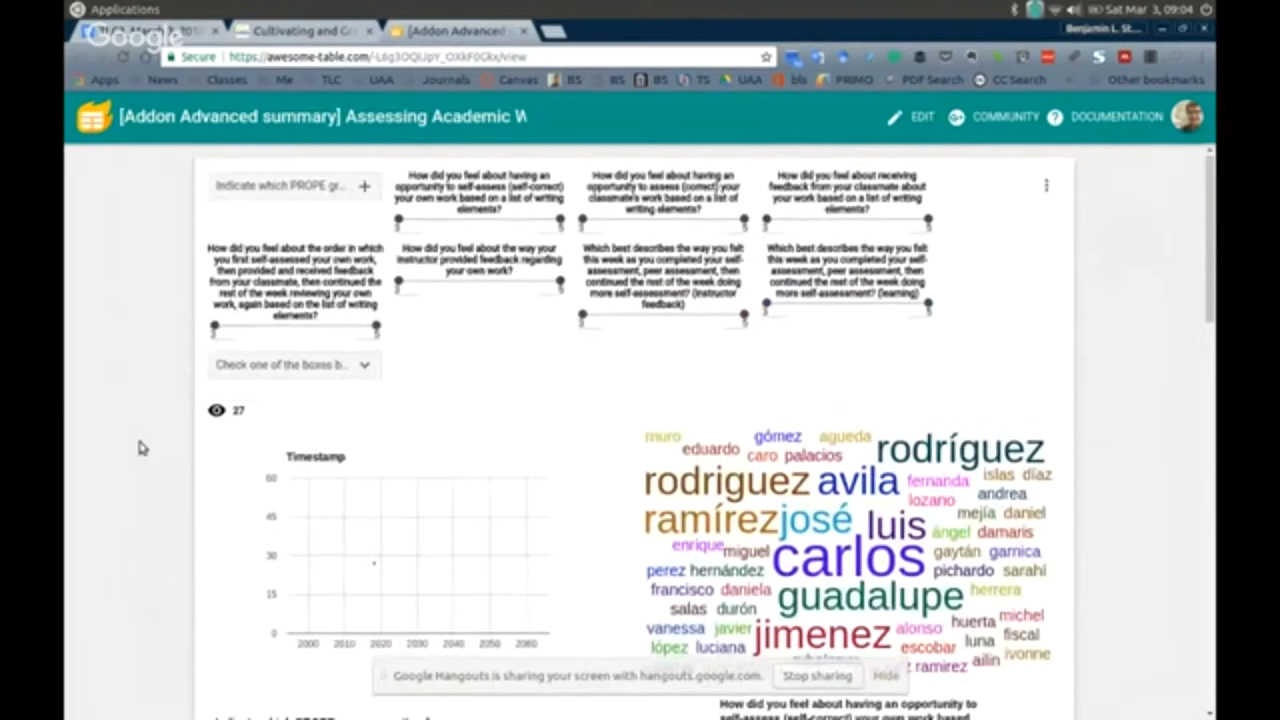 Applications
Sat Mar 3, 09:04
Google
Cultivating and
[Addon Advanced
Benjamin L. St...
Secure
https://awesome-table.com/
/view
Apps News Classes Me TLC UAA Journals Canvas BS BS BS TS UAA bls PRIMO PDF Search CC Search Other bookmarks
[Addon Advanced summary] Assessing Academic W
EDIT COMMUNITY DOCUMENTATION
Indicate which PROPE gr... +
How did you feel about having an
opportunity to self-assess (self-correct)
your own work based on a list of writing
elements?
How did you feel about having an
opportunity to assess (correct) your
classmate's work based on a list of
writing elements?
How did you feel about receiving
feedback from your classmate about
your work based on a list of writing
elements?
How did you feel about the order in which
you first self-assessed your own work,
then provided and received feedback
from your classmate, then continued the
rest of the week reviewing your own
work, again based on the list of writing
elements?
How did you feel about the way your
instructor provided feedback regarding
your own work?
Which best describes the way you felt
this week as you completed your self-
assessment, peer assessment, then
continued the rest of the week doing
more self-assessment? (instructor
feedback)
Which best describes the way you felt
this week as you completed your self-
assessment, peer assessment, then
continued the rest of the week doing
more self-assessment? (learning)
Check one of the boxes b...
27
Timestamp
60
45
30
15
0
2000 2010 2020 2030 2040 2050 2060
muro gómez agueda
eduardo caro palacios rodríguez
rodriguez avila fernanda islas díaz
lozano andrea
ramírez josé luis mejía daniel
ángel damaris
enrique miguel carlos gaytán garnica
perez hernández pichardo sarahí
francisco daniela guadalupe herrera
salas durón huerta michel
vanessa javier jimenez alonso luna fiscal
lópez luciana escobar ivonne
ramirez ailin
Google Hangouts is sharing your screen with hangouts.google.com. Stop sharing Hide
How did you feel about having an opportunity to
self-assess (self-correct) your own work based